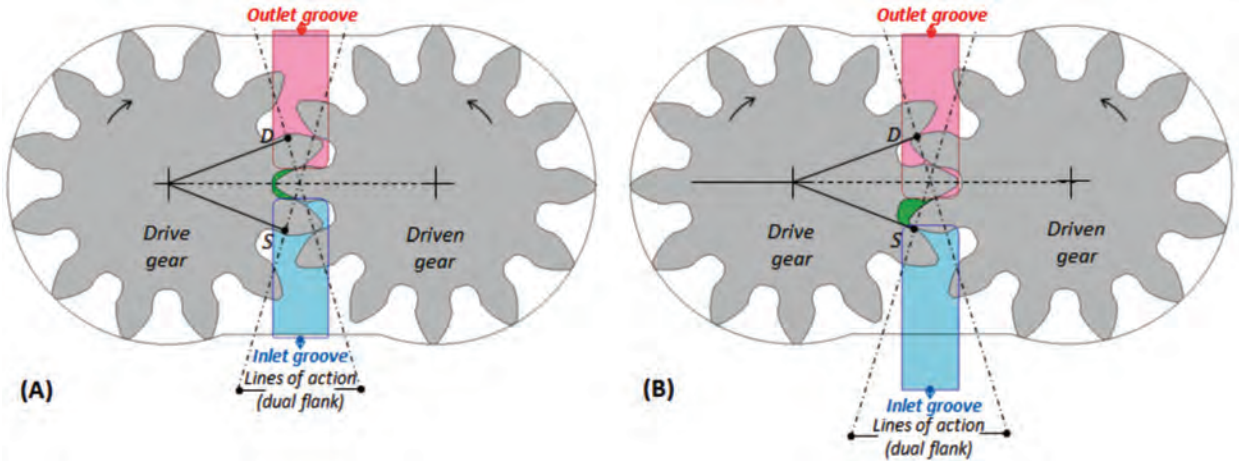 Outlet groove
D
S
Drive
gear
Driven
gear
Inlet groove
Lines of action
(dual flank)
(A)
Outlet groove
D
S
Drive
gear
Driven
gear
Inlet groove
Lines of action
(dual flank)
(B)